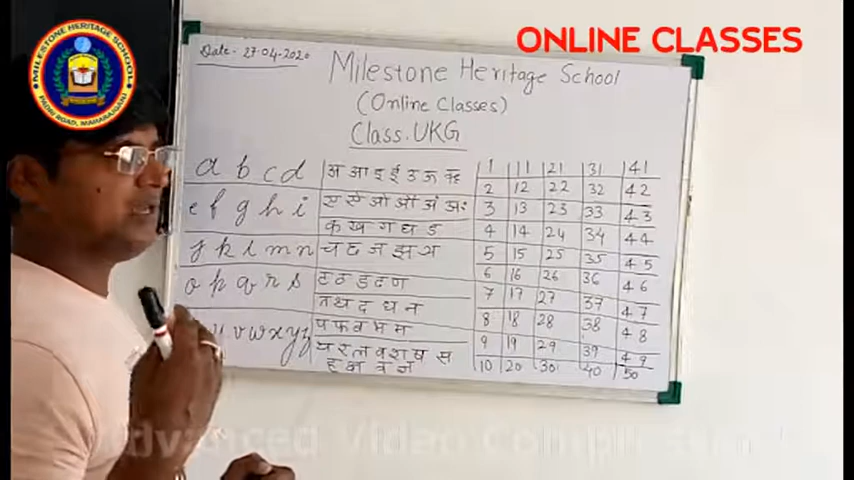 ONLINE CLASSES
MILESTONE HERITAGE SCHOOL
PADRI ROAD, MAHARAJGANJ
Date - 27-04-2020
Milestone Heritage School
(Online Classes)
Class. UKG
a b c d
e f g h i
j k l m n
o p q r s
u v w x y z
अ आ इ ई उ ऊ ऋ
ए ऐ ओ औ अं अः
क ख ग घ ङ
च छ ज झ ञ
ट ठ ड ढ ण
त थ द ध न
प फ ब भ म
य र ल व श ष स
ह क्ष त्र ज्ञ
1 11 21 31 41
2 12 22 32 42
3 13 23 33 43
4 14 24 34 44
5 15 25 35 45
6 16 26 36 46
7 17 27 37 47
8 18 28 38 48
9 19 29 39 49
10 20 30 40 50